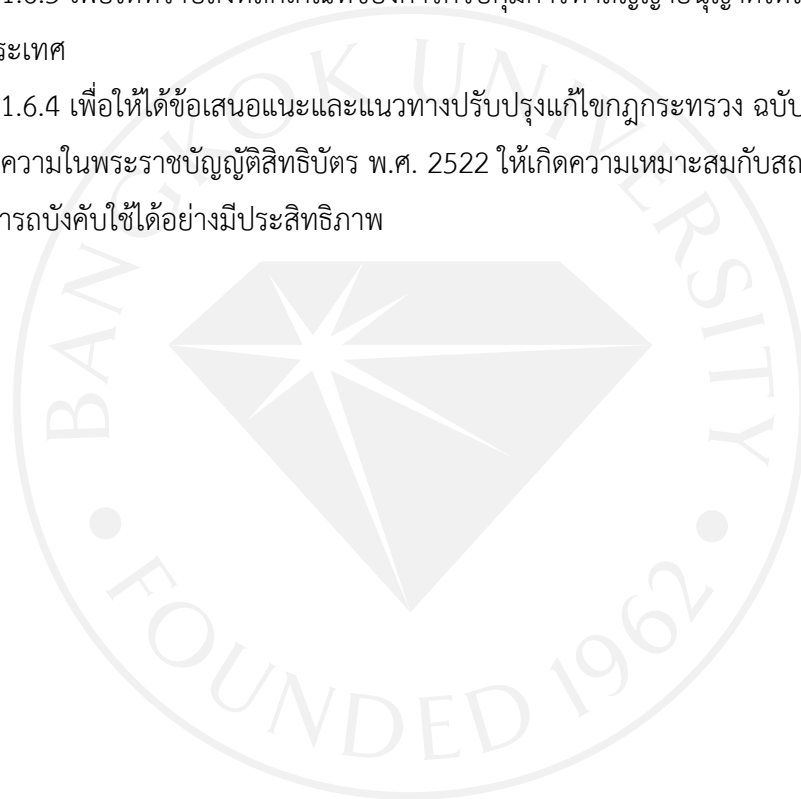 ระเทศ
1.6.4 เพื่อให้ได้ข้อเสนอแนะและแนวทางปรับปรุงแก้ไขกฎกระทรวง ฉบับ
ความในพระราชบัญญัติสิทธิบัตร พ.ศ. 2522 ให้เกิดความเหมาะสมกับสถ
ารถบังคับใช้ได้อย่างมีประสิทธิภาพ
BANGKOK UNIVERSITY
FOUNDED 1962